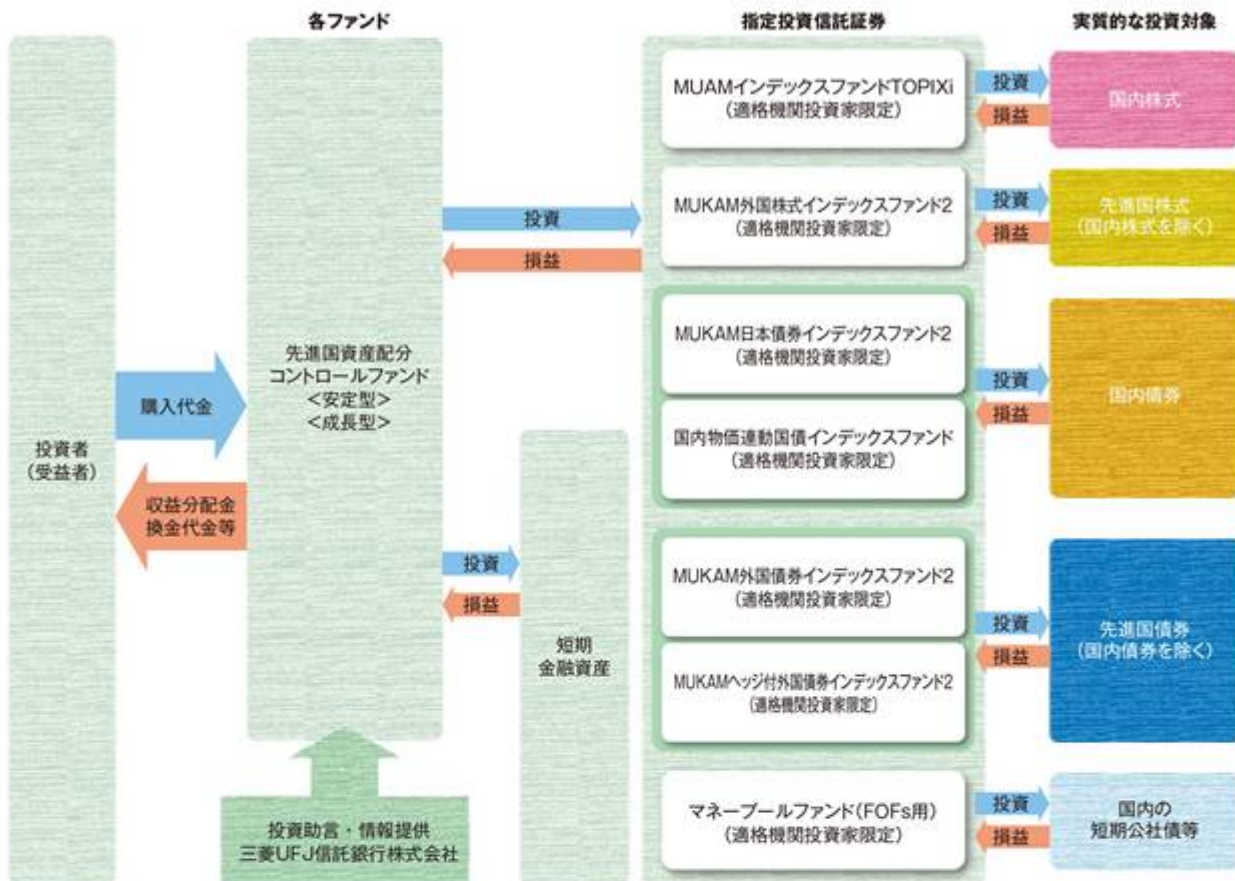 各ファンド
指定投資信託証券
実質的な投資対象
投資者
(受益者)
購入代金
収益分配金
換金代金等
先進国資産配分
コントロールファンド
<安定型>
<成長型>
投資
損益
投資
損益
短期
金融資産
投資助言・情報提供
三菱UFJ信託銀行株式会社
MUAMインデックスファンドTOPIXi
(適格機関投資家限定)
投資
損益
国内株式
MUKAM外国株式インデックスファンド2
(適格機関投資家限定)
投資
損益
先進国株式
(国内株式を除く)
MUKAM日本債券インデックスファンド2
(適格機関投資家限定)
国内物価連動国債インデックスファンド
(適格機関投資家限定)
投資
損益
国内債券
MUKAM外国債券インデックスファンド2
(適格機関投資家限定)
MUKAMヘッジ付外国債券インデックスファンド2
(適格機関投資家限定)
投資
損益
先進国債券
(国内債券を除く)
マネープールファンド(FOFs用)
(適格機関投資家限定)
投資
損益
国内の
短期公社債等